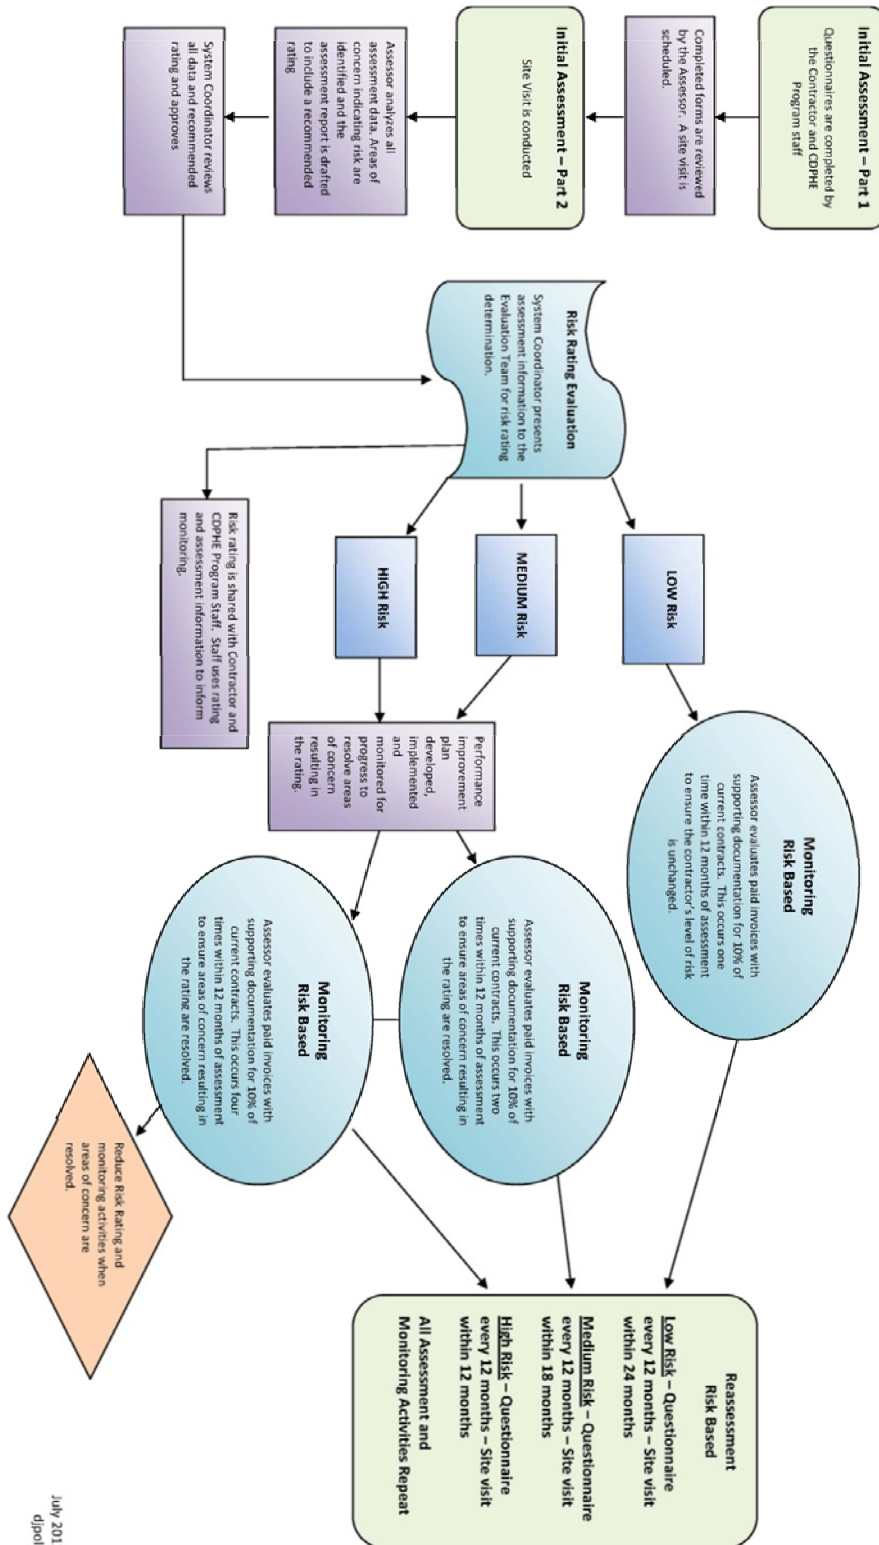 Initial Assessment – Part 1
Questionnaires are completed by
the Contractor and CDPHE
Program staff
Completed forms are reviewed
by the Assessor. A site visit is
scheduled.
Initial Assessment – Part 2
Site Visit is conducted
Assessor analyzes all
assessment data. Areas of
concern indicating risk are
identified and the
assessment report is drafted
to include a recommended
rating
System Coordinator reviews
all data and recommended
rating and approves
Risk Rating Evaluation
System Coordinator presents
assessment information to the
Evaluation Team for risk rating
determination.
Risk rating is shared with Contractor and
CDPHE Program Staff. Staff uses rating
and assessment information to inform
monitoring.
LOW Risk
MEDIUM Risk
HIGH Risk
Performance
improvement
plan
developed,
implemented
and
monitored for
progress to
resolve areas
of concern
resulting in
the rating.
Monitoring
Risk Based
Assessor evaluates paid invoices with
supporting documentation for 10% of
current contracts. This occurs one
time within 12 months of assessment
to ensure the contractor's level of risk
is unchanged.
Monitoring
Risk Based
Assessor evaluates paid invoices with
supporting documentation for 10% of
current contracts. This occurs two
times within 12 months of assessment
to ensure areas of concern resulting in
the rating are resolved.
Monitoring
Risk Based
Assessor evaluates paid invoices with
supporting documentation for 10% of
current contracts. This occurs four
times within 12 months of assessment
to ensure areas of concern resulting in
the rating are resolved.
Reduce Risk Rating and
monitoring activities when
areas of concern are
resolved.
Reassessment
Risk Based
Low Risk – Questionnaire
every 12 months – Site visit
within 24 months
Medium Risk – Questionnaire
every 12 months – Site visit
within 18 months
High Risk – Questionnaire
every 12 months – Site visit
within 12 months
All Assessment and
Monitoring Activities Repeat
July 201
djpol